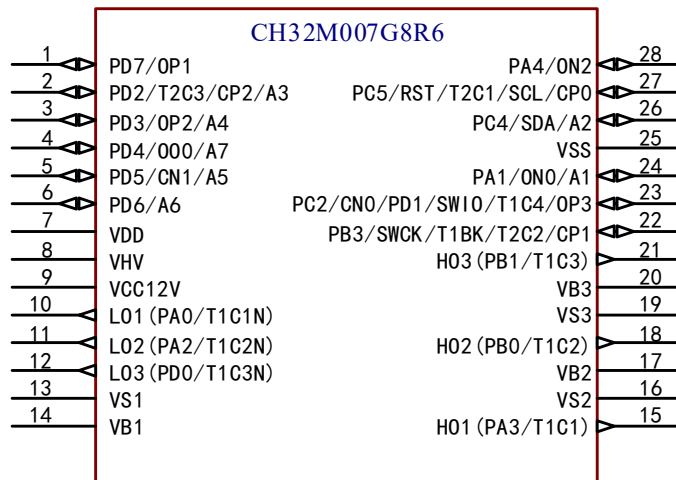 CH32M007G8R6
1 PD7/OP1 PA4/ON2 28
2 PD2/T2C3/CP2/A3 PC5/RST/T2C1/SCL/CP0 27
3 PD3/OP2/A4 PC4/SDA/A2 26
4 PD4/OO0/A7 VSS 25
5 PD5/CN1/A5 PA1/ON0/A1 24
6 PD6/A6 PC2/CN0/PD1/SWIO/T1C4/OP3 23
7 VDD PB3/SWCK/T1BK/T2C2/CP1 22
8 VHV HO3(PB1/T1C3) 21
9 VCC12V VB3 20
10 LO1(PA0/T1C1N) VS3 19
11 LO2(PA2/T1C2N) HO2(PB0/T1C2) 18
12 LO3(PD0/T1C3N) VB2 17
13 VS1 VS2 16
14 VB1 HO1(PA3/T1C1) 15